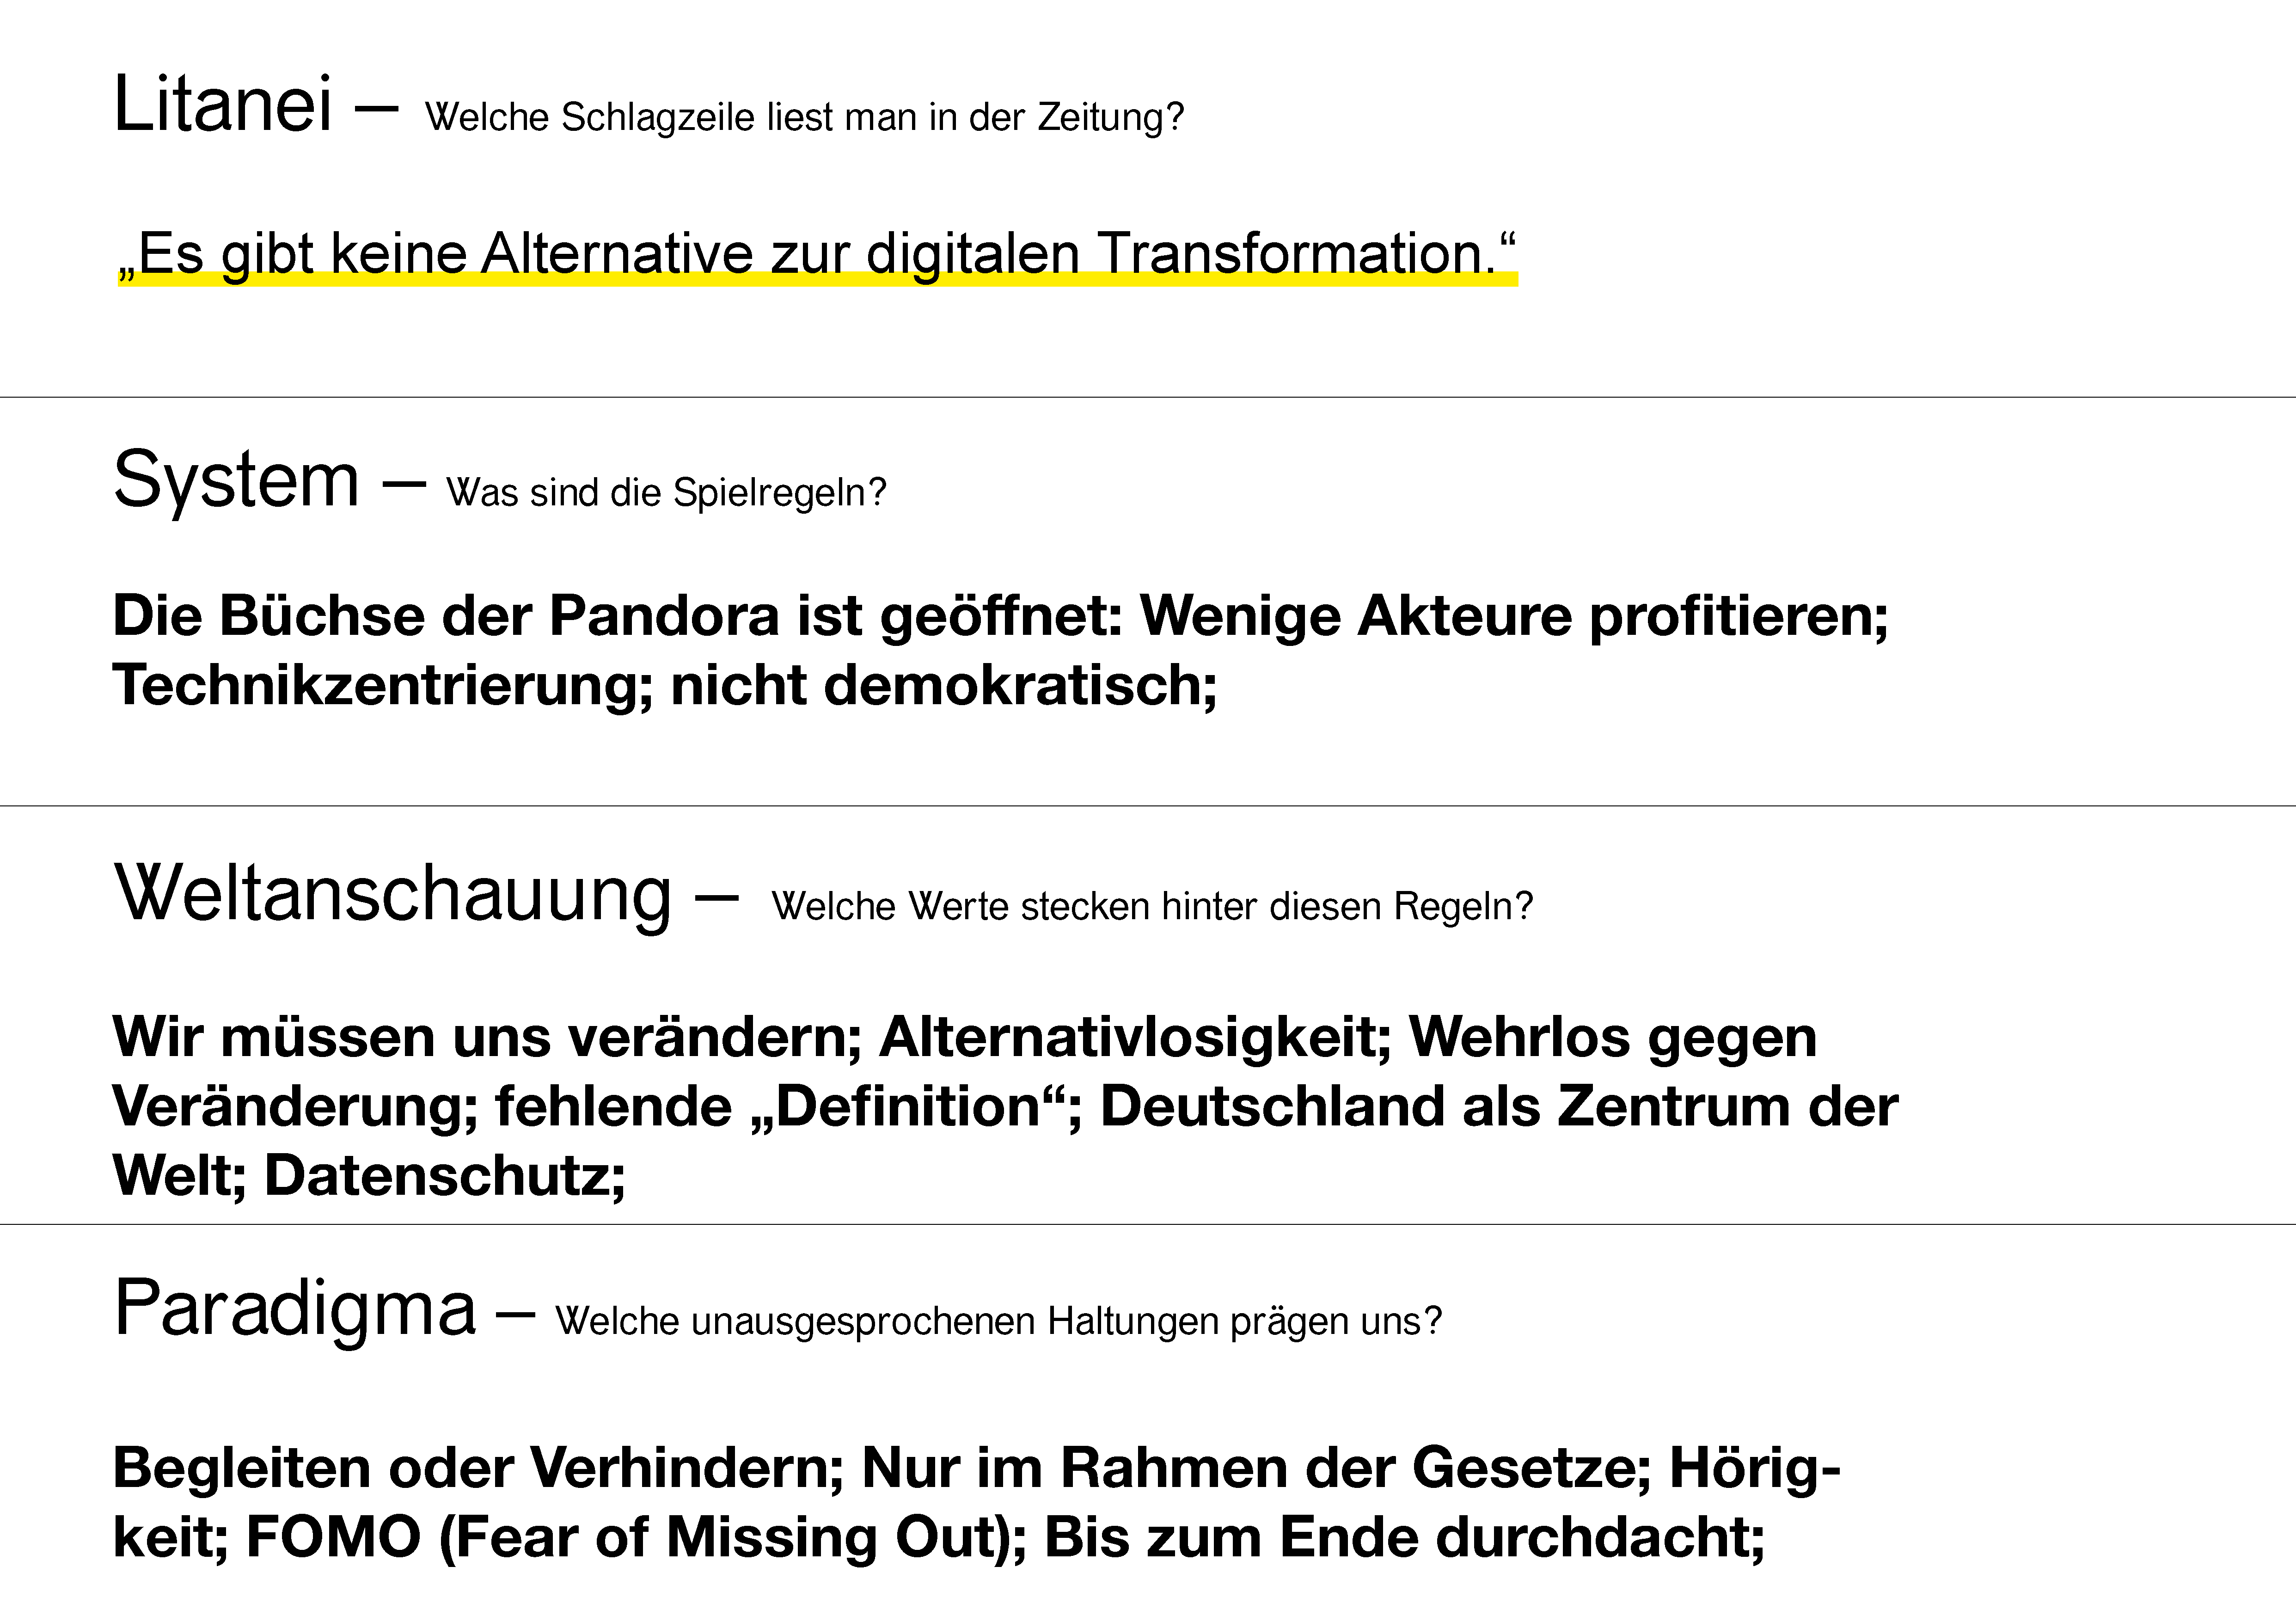 Litanei – Welche Schlagzeile liest man in der Zeitung?
„Es gibt keine Alternative zur digitalen Transformation.“
System – Was sind die Spielregeln?
Die Büchse der Pandora ist geöffnet: Wenige Akteure profitieren;
Technikzentrierung; nicht demokratisch;
Weltanschauung – Welche Werte stecken hinter diesen Regeln?
Wir müssen uns verändern; Alternativlosigkeit; Wehrlos gegen
Veränderung; fehlende „Definition“; Deutschland als Zentrum der
Welt; Datenschutz;
Paradigma – Welche unausgesprochenen Haltungen prägen uns?
Begleiten oder Verhindern; Nur im Rahmen der Gesetze; Hörig-
keit; FOMO (Fear of Missing Out); Bis zum Ende durchdacht;